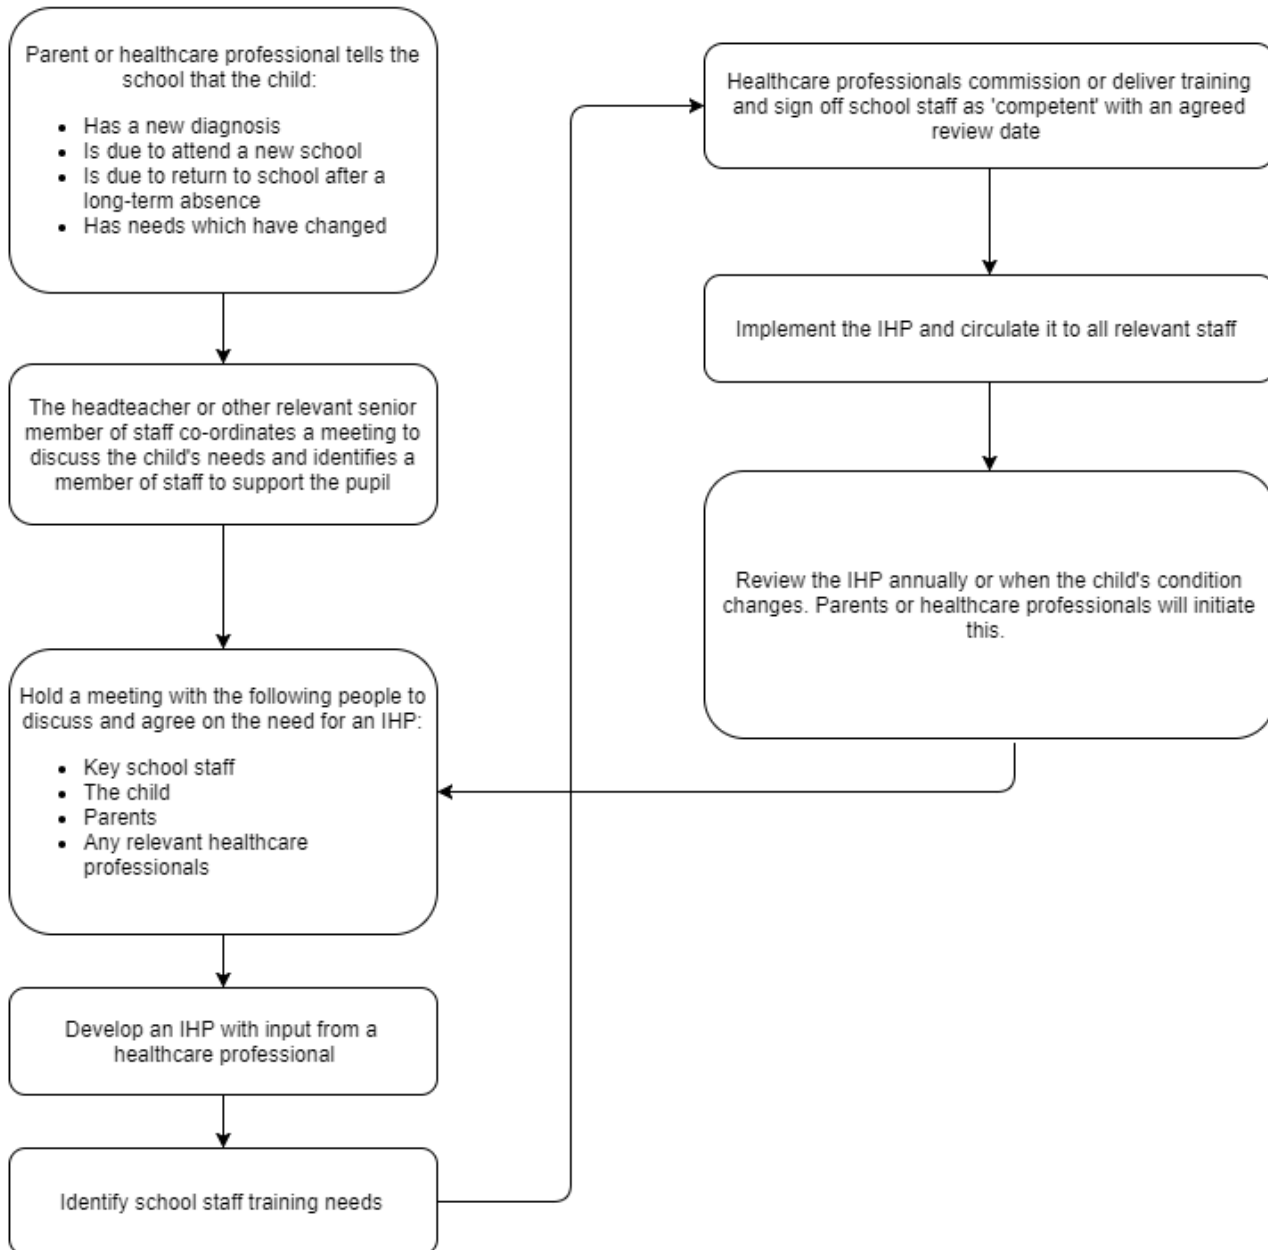 Parent or healthcare professional tells the
school that the child:
• Has a new diagnosis
• Is due to attend a new school
• Is due to return to school after a
long-term absence
• Has needs which have changed
The headteacher or other relevant senior
member of staff co-ordinates a meeting to
discuss the child's needs and identifies a
member of staff to support the pupil
Hold a meeting with the following people to
discuss and agree on the need for an IHP:
• Key school staff
• The child
• Parents
• Any relevant healthcare
professionals
Develop an IHP with input from a
healthcare professional
Identify school staff training needs
Healthcare professionals commission or deliver training
and sign off school staff as 'competent' with an agreed
review date
Implement the IHP and circulate it to all relevant staff
Review the IHP annually or when the child's condition
changes. Parents or healthcare professionals will initiate
this.